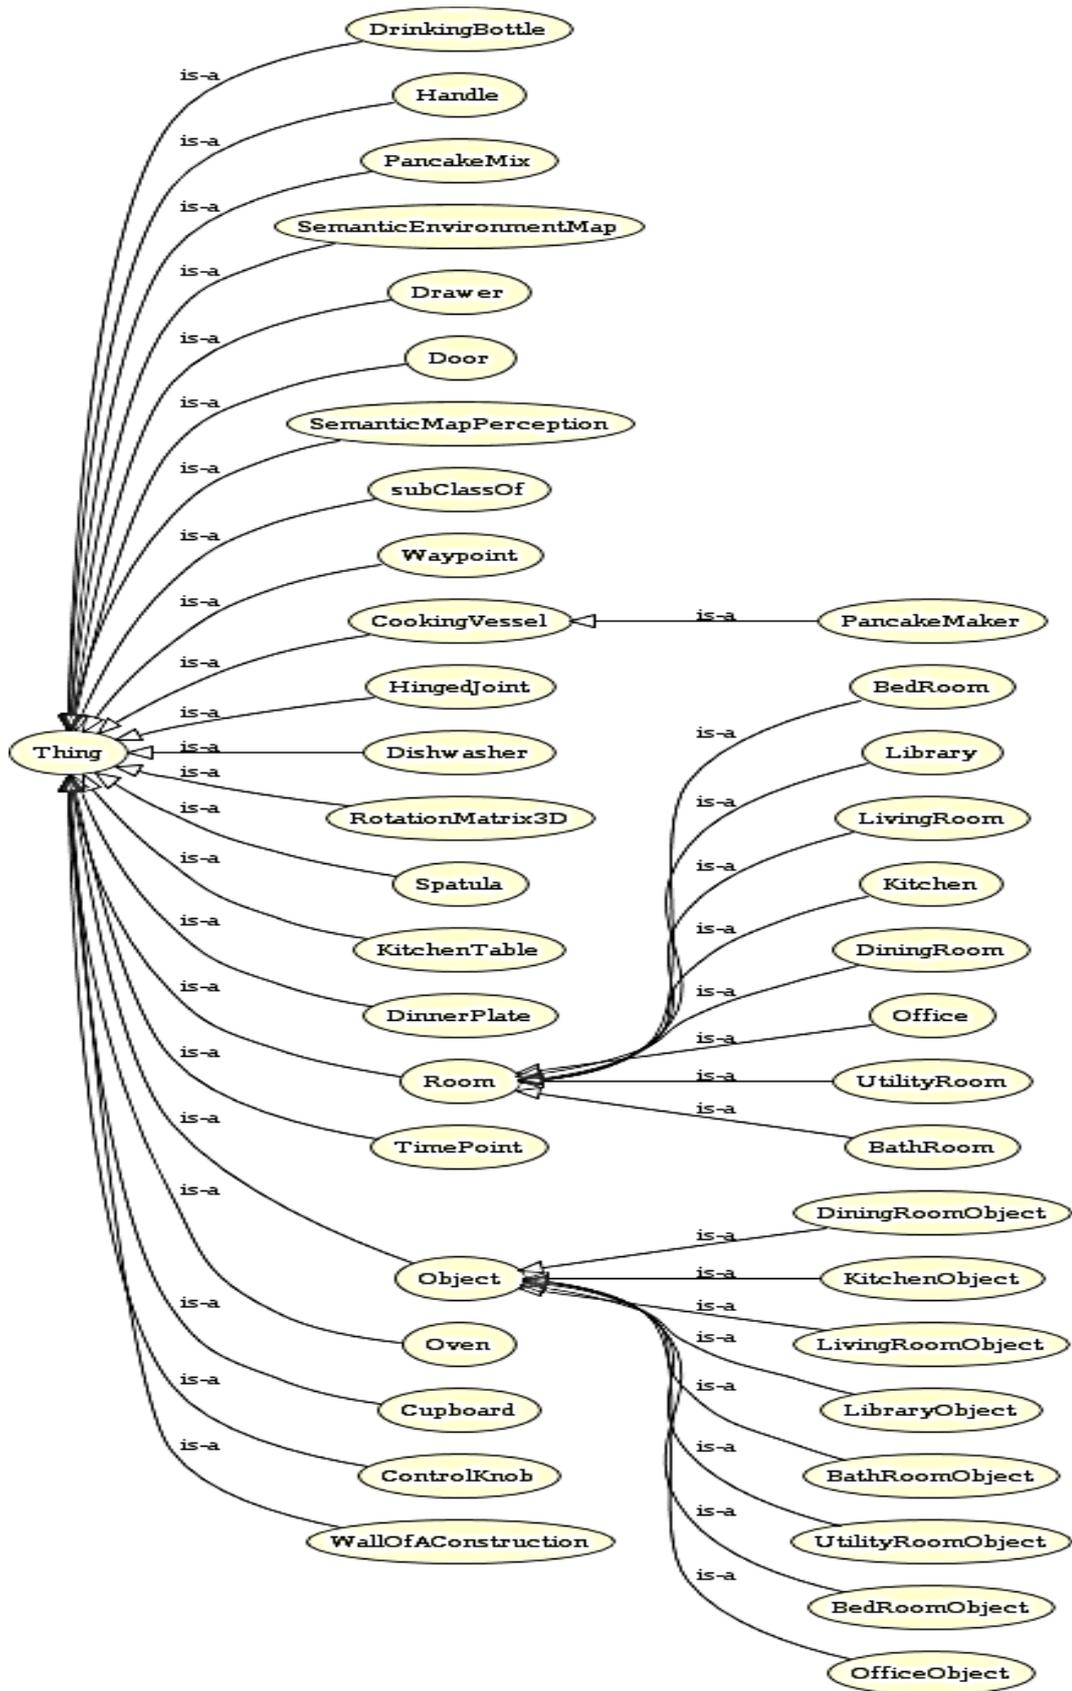 DrinkingBottle
is-a
Handle
is-a
PancakeMix
is-a
SemanticEnvironmentMap
is-a
Drawer
is-a
Door
is-a
SemanticMapPerception
is-a
subClassOf
is-a
Waypoint
is-a
CookingVessel
is-a
PancakeMaker
is-a
HingedJoint
BedRoom
is-a
is-a
Thing
is-a
Dishwasher
Library
is-a
is-a
RotationMatrix3D
LivingRoom
is-a
is-a
Spatula
Kitchen
is-a
is-a
KitchenTable
DiningRoom
is-a
is-a
DinnerPlate
Office
is-a
is-a
Room
is-a
UtilityRoom
is-a
is-a
TimePoint
BathRoom
is-a
DiningRoomObject
is-a
Object
is-a
KitchenObject
is-a
is-a
Oven
LivingRoomObject
is-a
is-a
Cupboard
LibraryObject
is-a
is-a
ControlKnob
BathRoomObject
is-a
is-a
WallOfAConstruction
UtilityRoomObject
is-a
BedRoomObject
OfficeObject